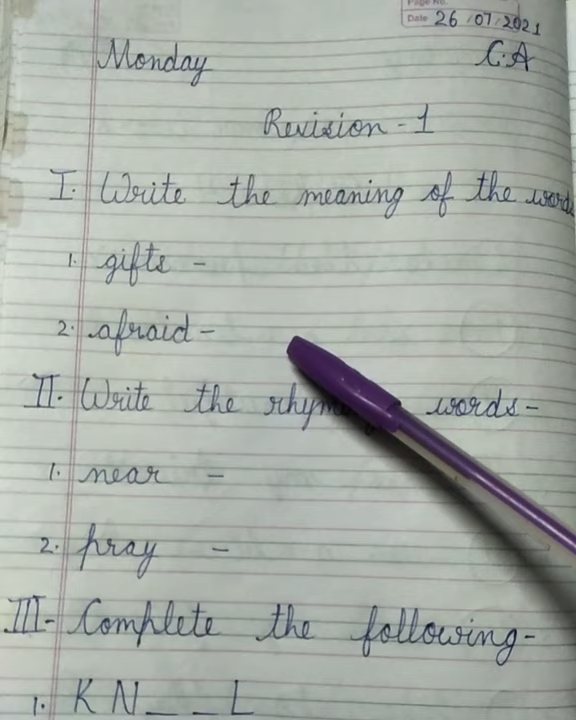 Page No.
Date 26/07/2021
Monday C.A
Revision - 1
I. Write the meaning of the words
1. gifts -
2. afraid -
II. Write the words -
1. near -
2. pray -
III - Complete the following -
1. K N _ _ L